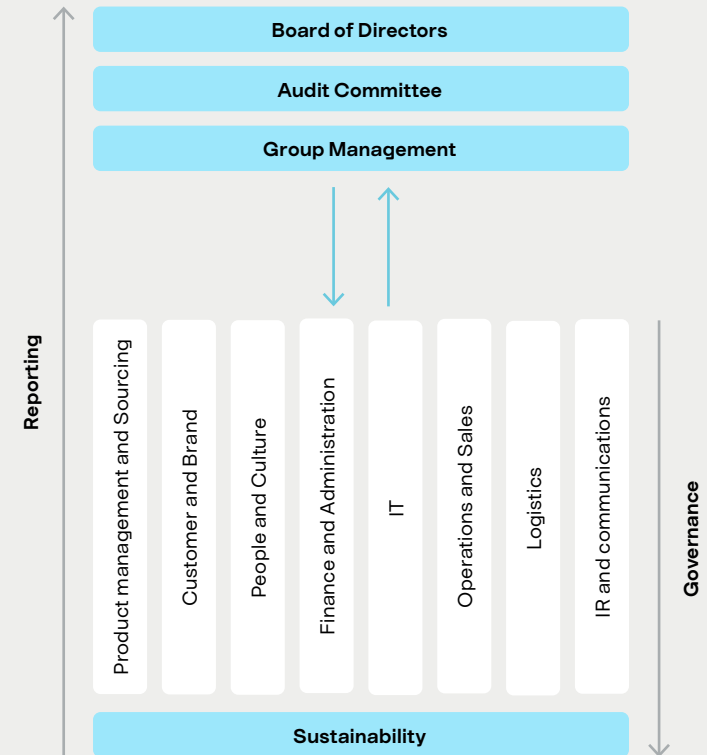 Board of Directors
Audit Committee
Group Management
Reporting
Product management and Sourcing
Customer and Brand
People and Culture
Finance and Administration
IT
Operations and Sales
Logistics
IR and communications
Governance
Sustainability